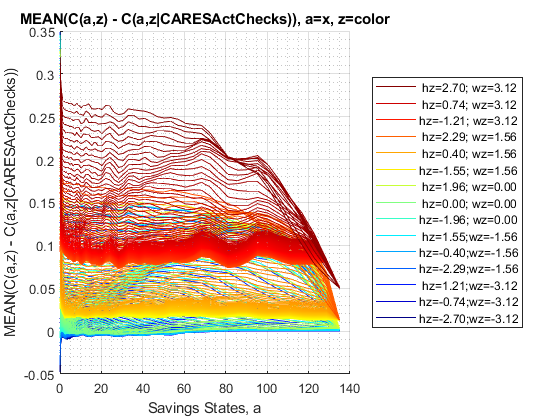 MEAN(C(a,z) - C(a,z|CARESActChecks)), a=x, z=color
MEAN(C(a,z) - C(a,z|CARESActChecks))
0.35
0.3
0.25
0.2
0.15
0.1
0.05
0
-0.05
0 20 40 60 80 100 120 140
Savings States, a
hz=2.70; wz=3.12
hz=0.74; wz=3.12
hz=-1.21; wz=3.12
hz=2.29; wz=1.56
hz=0.40; wz=1.56
hz=-1.55; wz=1.56
hz=1.96; wz=0.00
hz=0.00; wz=0.00
hz=-1.96; wz=0.00
hz=1.55;wz=-1.56
hz=-0.40;wz=-1.56
hz=-2.29;wz=-1.56
hz=1.21;wz=-3.12
hz=-0.74;wz=-3.12
hz=-2.70;wz=-3.12